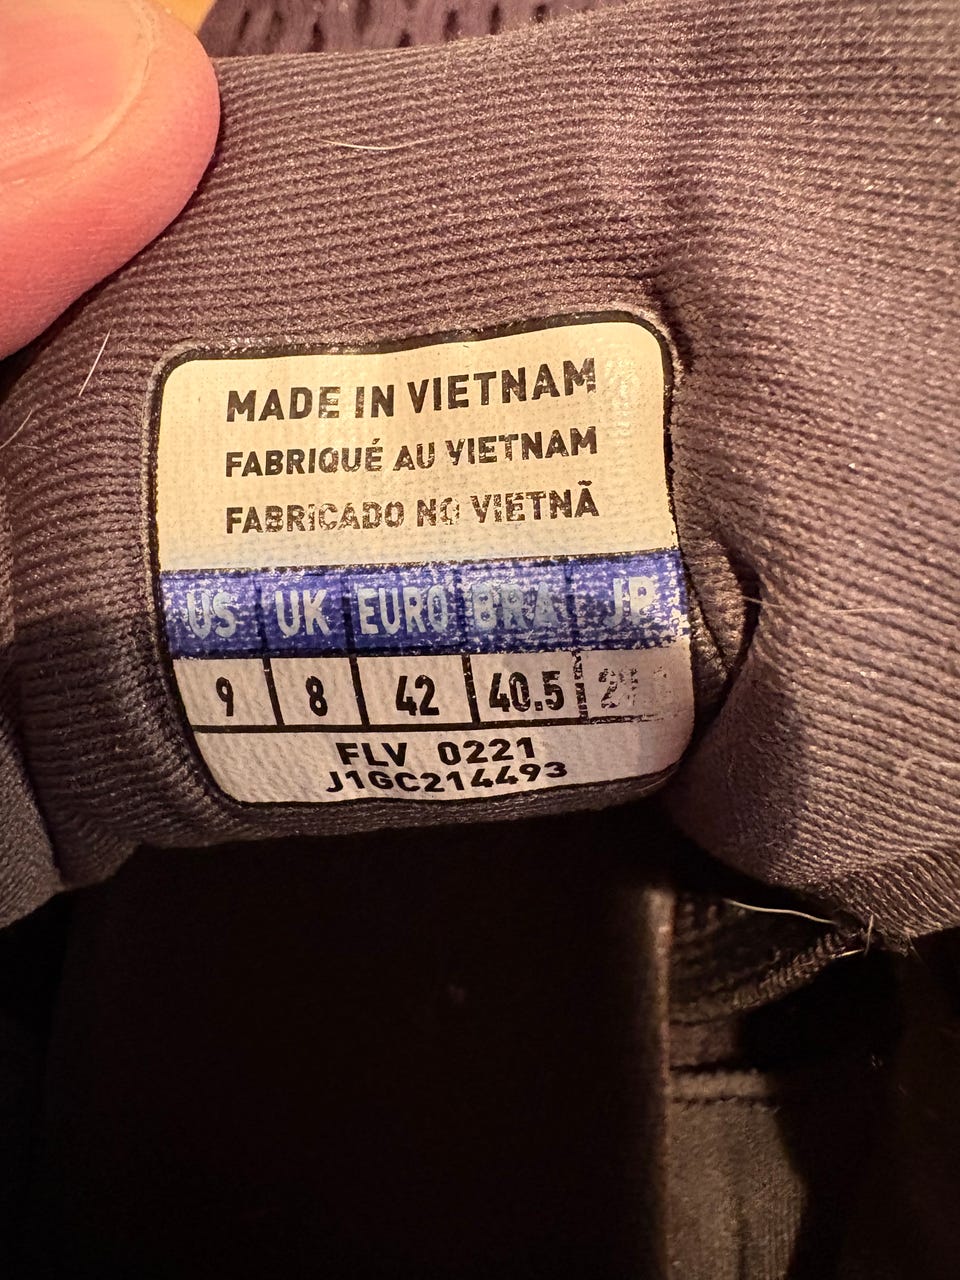 MADE IN VIETNAM
FABRIQUÉ AU VIETNAM
FABRICADO NO VIETNÃ
US UK EURO BRA JP
9 8 42 40.5
FLV 0221
J1GC214493